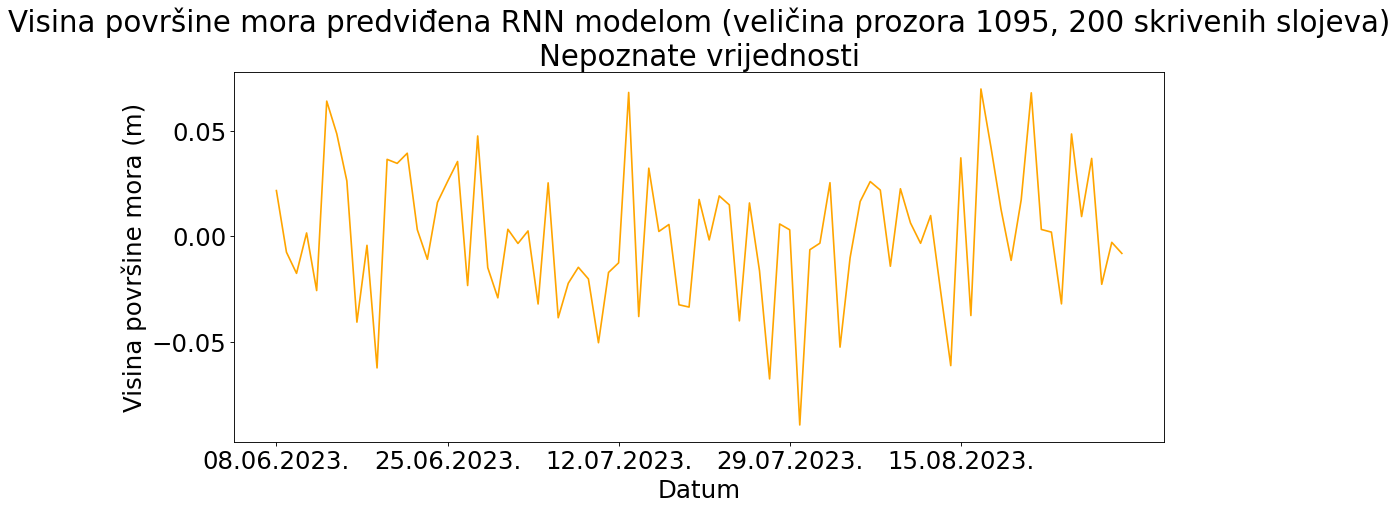 Visina površine mora predviđena RNN modelom (veličina prozora 1095, 200 skrivenih slojeva)
Nepoznate vrijednosti
Visina površine mora (m)
0.05
0.00
−0.05
08.06.2023. 25.06.2023. 12.07.2023. 29.07.2023. 15.08.2023.
Datum